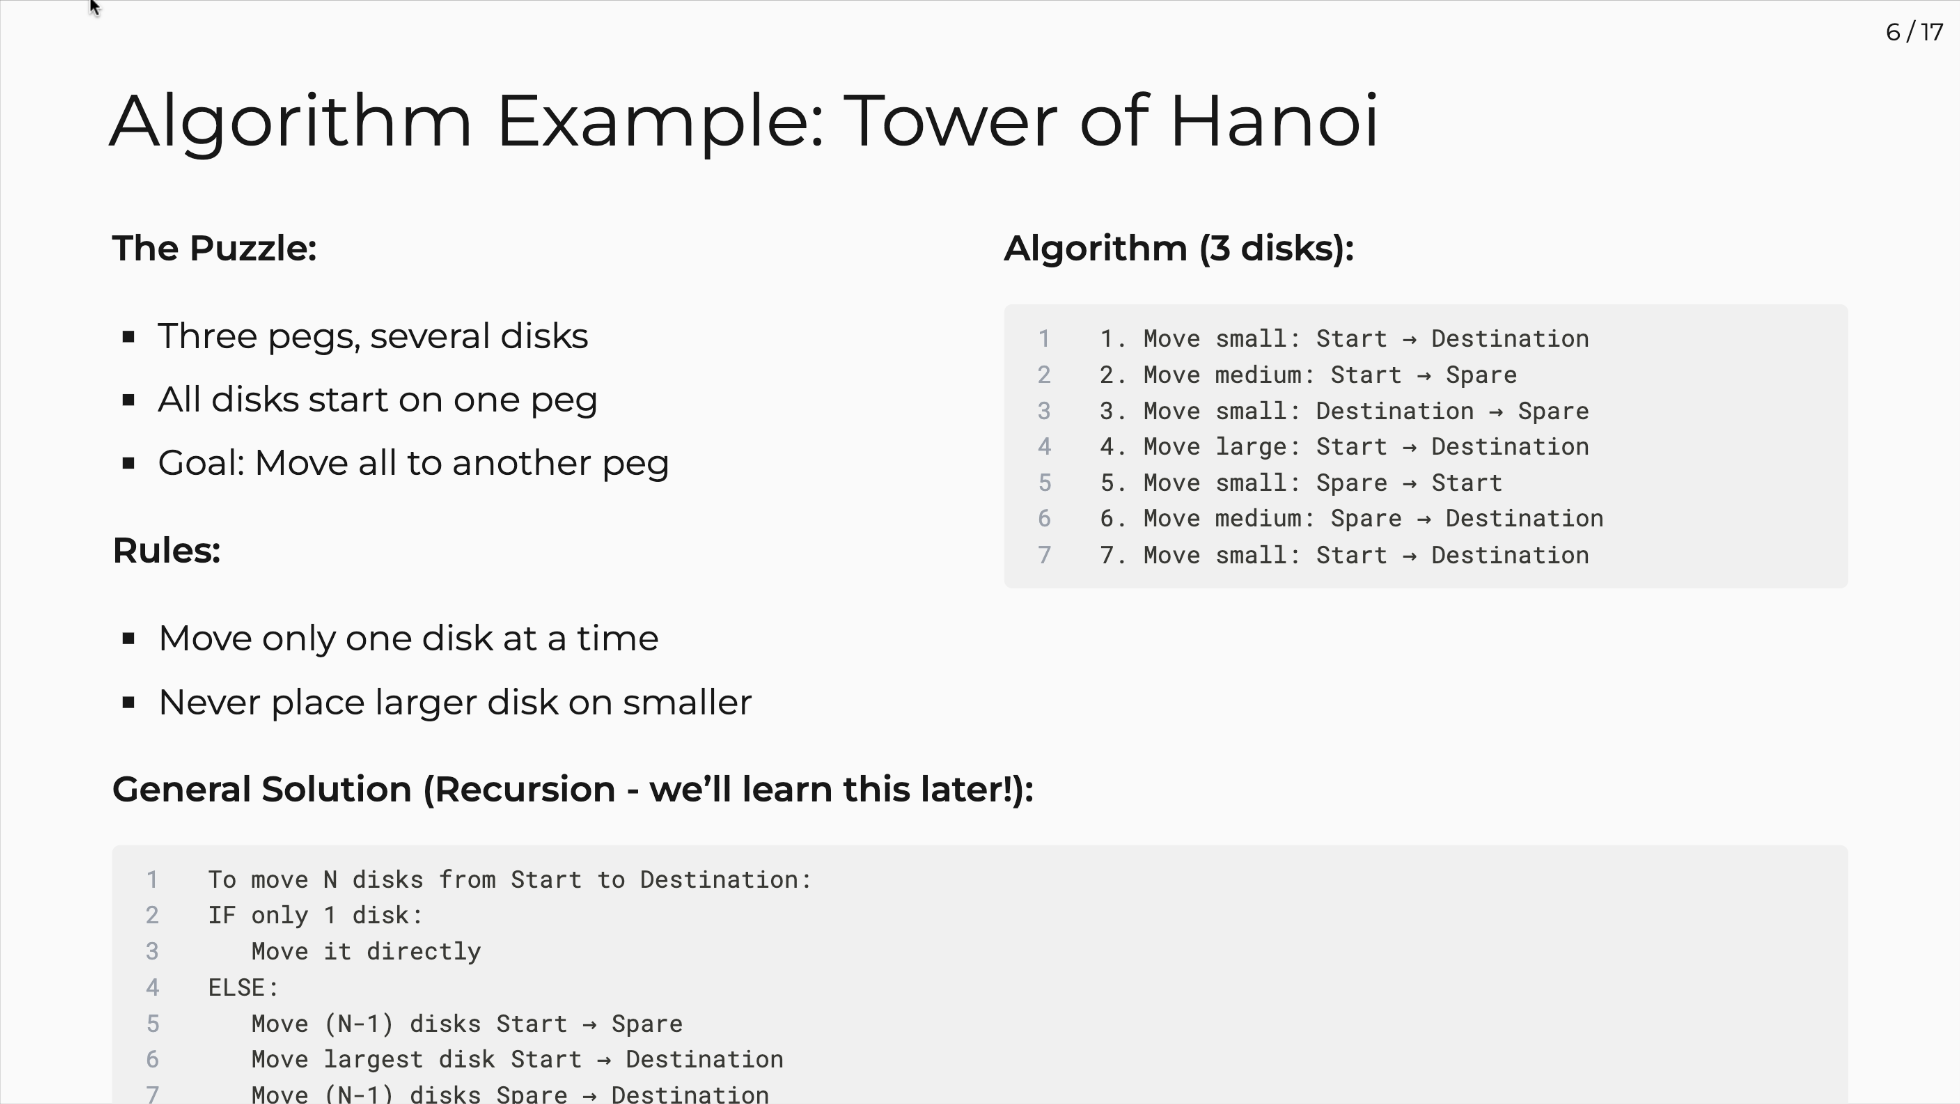 6 / 17
Algorithm Example: Tower of Hanoi
The Puzzle:
▪ Three pegs, several disks
▪ All disks start on one peg
▪ Goal: Move all to another peg
Rules:
▪ Move only one disk at a time
▪ Never place larger disk on smaller
Algorithm (3 disks):
1 1. Move small: Start → Destination
2 2. Move medium: Start → Spare
3 3. Move small: Destination → Spare
4 4. Move large: Start → Destination
5 5. Move small: Spare → Start
6 6. Move medium: Spare → Destination
7 7. Move small: Start → Destination
General Solution (Recursion - we’ll learn this later!):
1 To move N disks from Start to Destination:
2 IF only 1 disk:
3    Move it directly
4 ELSE:
5    Move (N-1) disks Start → Spare
6    Move largest disk Start → Destination
7    Move (N-1) disks Spare → Destination